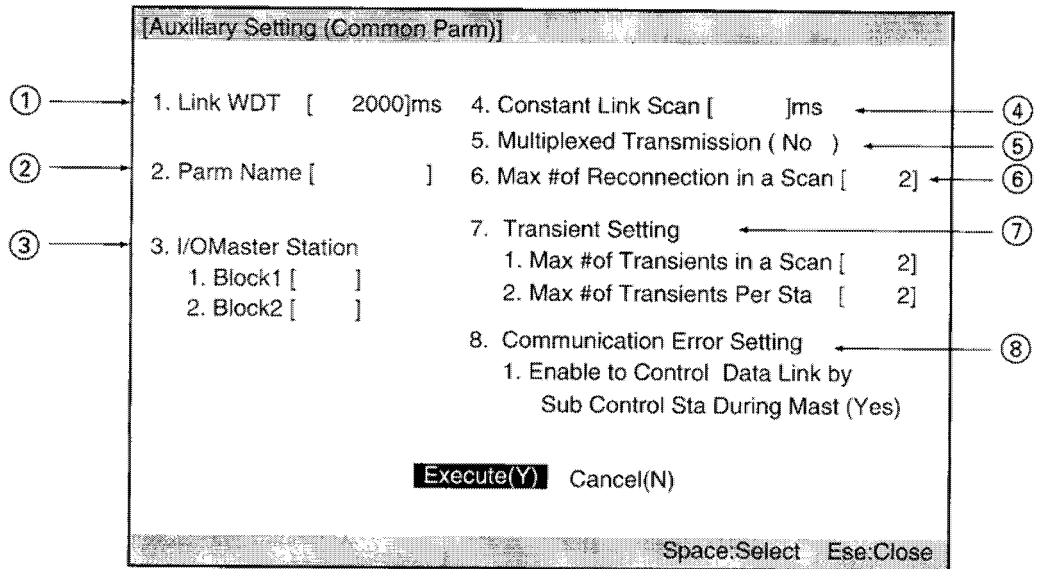 [Auxiliary Setting (Common Parm)]
① 1. Link WDT [ 2000]ms 4. Constant Link Scan [ ]ms ④
5. Multiplexed Transmission ( No ) ⑤
② 2. Parm Name [ ] 6. Max #of Reconnection in a Scan [ 2] ⑥
③ 3. I/OMaster Station
1. Block1 [ ]
2. Block2 [ ]
7. Transient Setting ⑦
1. Max #of Transients in a Scan [ 2]
2. Max #of Transients Per Sta [ 2]
8. Communication Error Setting ⑧
1. Enable to Control Data Link by
Sub Control Sta During Mast (Yes)
Execute(Y) Cancel(N)
Space:Select Ese:Close